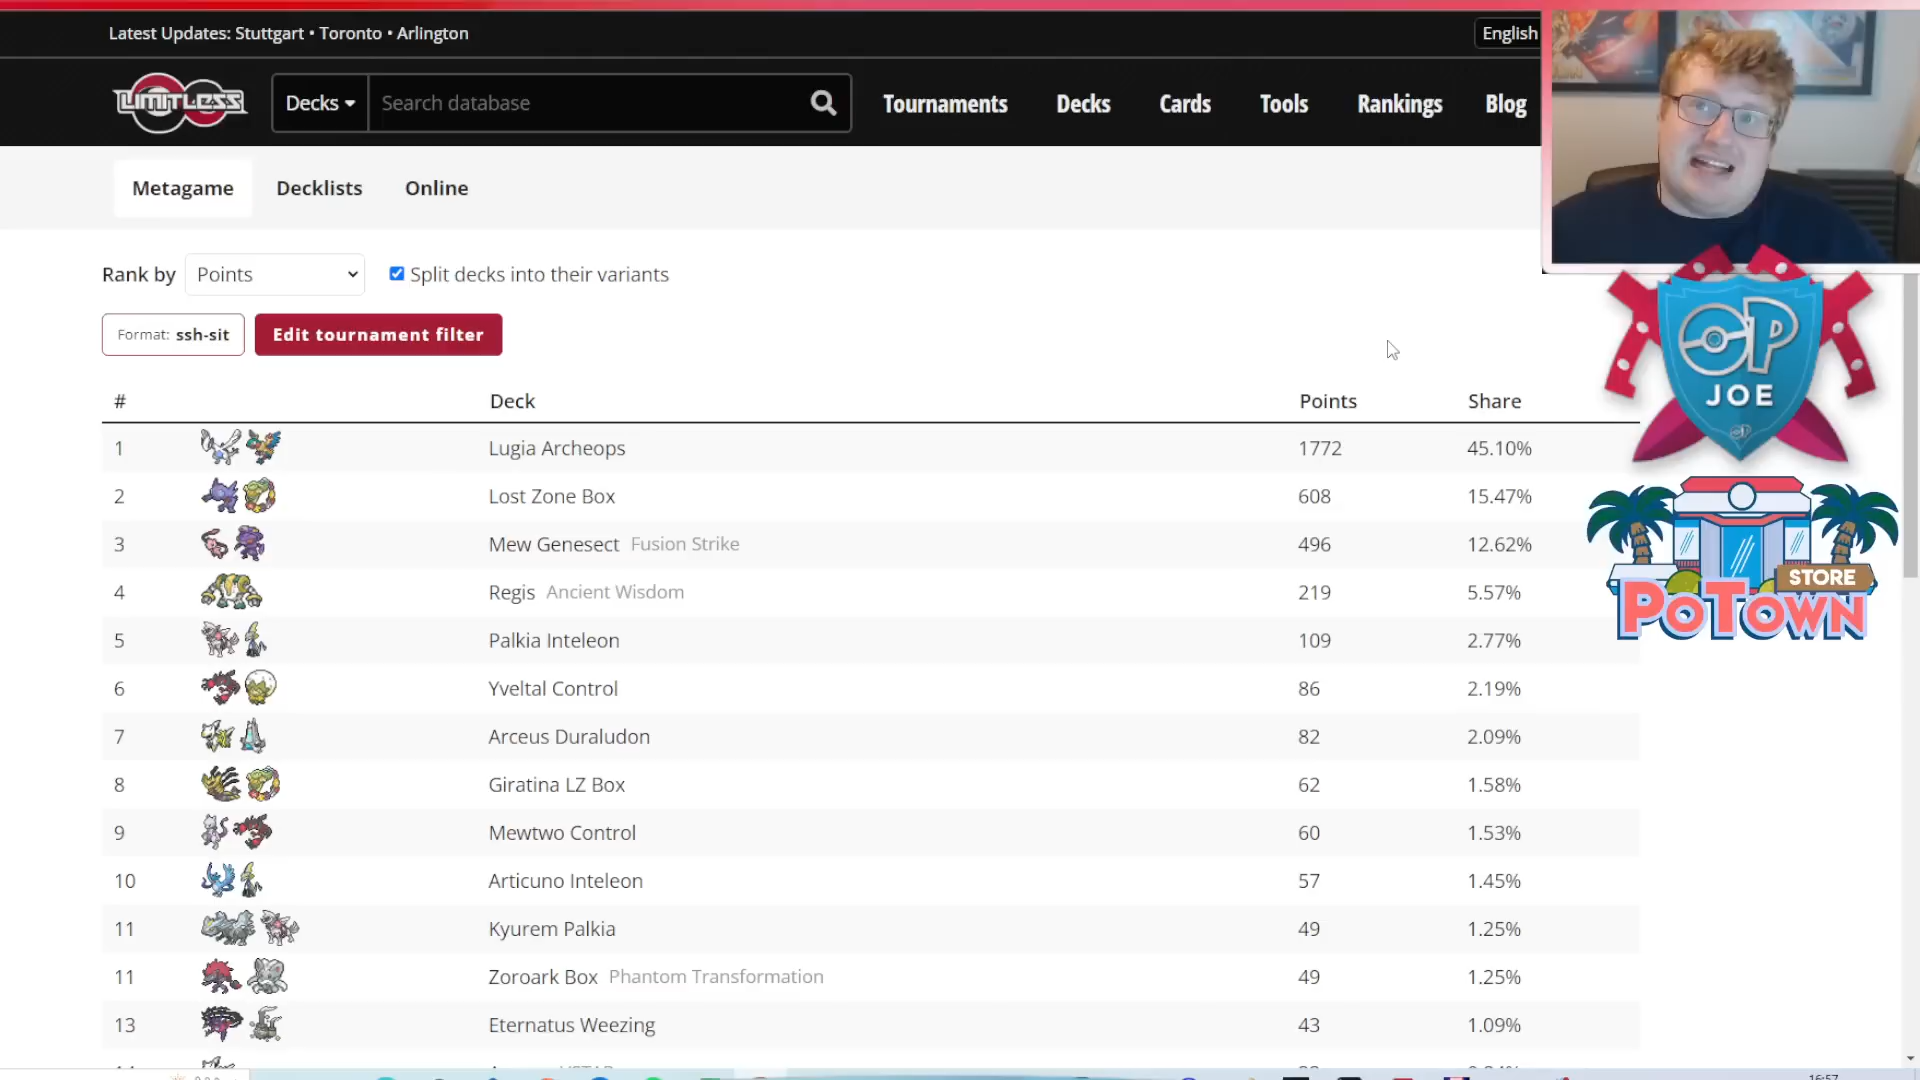 Latest Updates: Stuttgart • Toronto • Arlington
English
LIMITLESS
Decks
Search database
Tournaments
Decks
Cards
Tools
Rankings
Blog
Metagame
Decklists
Online
Rank by
Points
Split decks into their variants
Format: ssh-sit
Edit tournament filter
OP
JOE
STORE
POTOWN
# Deck Points Share
1 Lugia Archeops 1772 45.10%
2 Lost Zone Box 608 15.47%
3 Mew Genesect Fusion Strike 496 12.62%
4 Regis Ancient Wisdom 219 5.57%
5 Palkia Inteleon 109 2.77%
6 Yveltal Control 86 2.19%
7 Arceus Duraludon 82 2.09%
8 Giratina LZ Box 62 1.58%
9 Mewtwo Control 60 1.53%
10 Articuno Inteleon 57 1.45%
11 Kyurem Palkia 49 1.25%
11 Zoroark Box Phantom Transformation 49 1.25%
13 Eternatus Weezing 43 1.09%
16:57